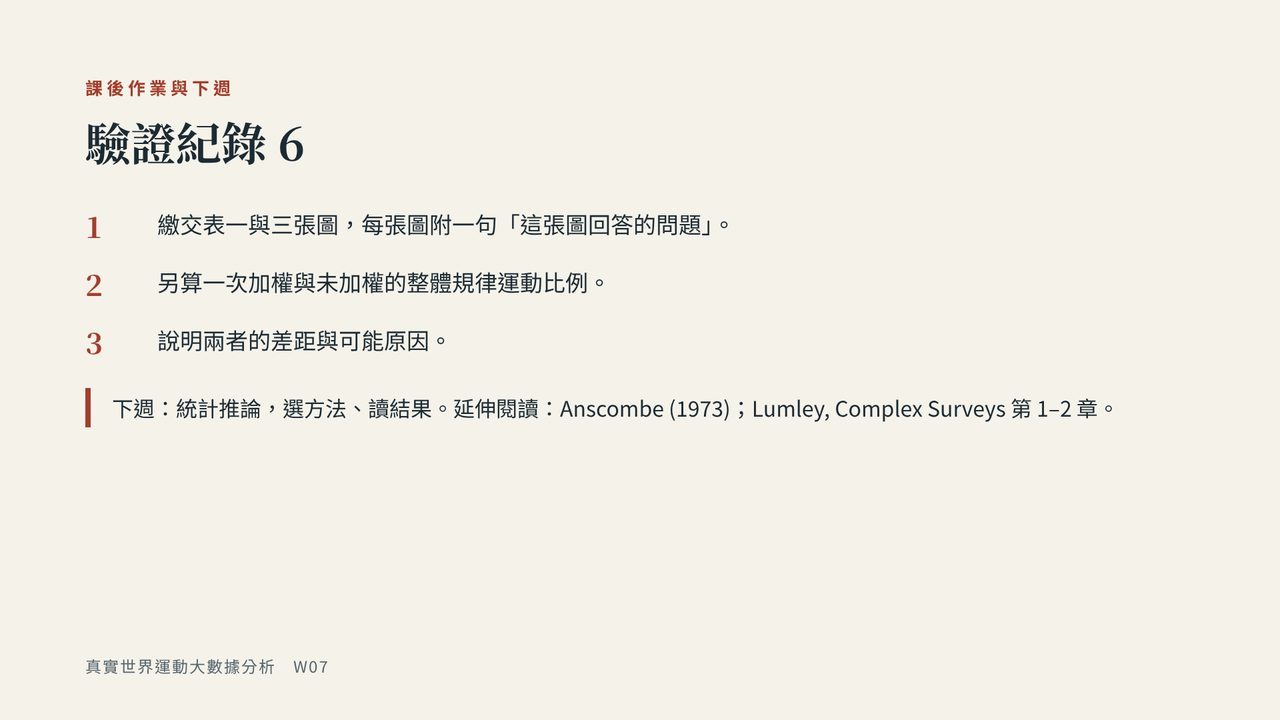 課後作業與下週
驗證紀錄 6
1 繳交表一與三張圖，每張圖附一句「這張圖回答的問題」。
2 另算一次加權與未加權的整體規律運動比例。
3 說明兩者的差距與可能原因。
下週：統計推論，選方法、讀結果。延伸閱讀：Anscombe (1973)；Lumley, Complex Surveys 第 1–2 章。
真實世界運動大數據分析 W07